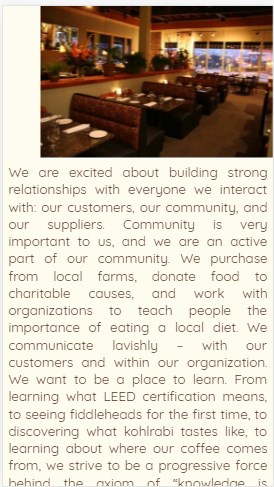 We are excited about building strong
relationships with everyone we interact
with: our customers, our community, and
our suppliers. Community is very
important to us, and we are an active
part of our community. We purchase
from local farms, donate food to
charitable causes, and work with
organizations to teach people the
importance of eating a local diet. We
communicate lavishly – with our
customers and within our organization.
We want to be a place to learn. From
learning what LEED certification means,
to seeing fiddleheads for the first time, to
discovering what kohlrabi tastes like, to
learning about where our coffee comes
from, we strive to be a progressive force
behind the axiom of “knowledge is